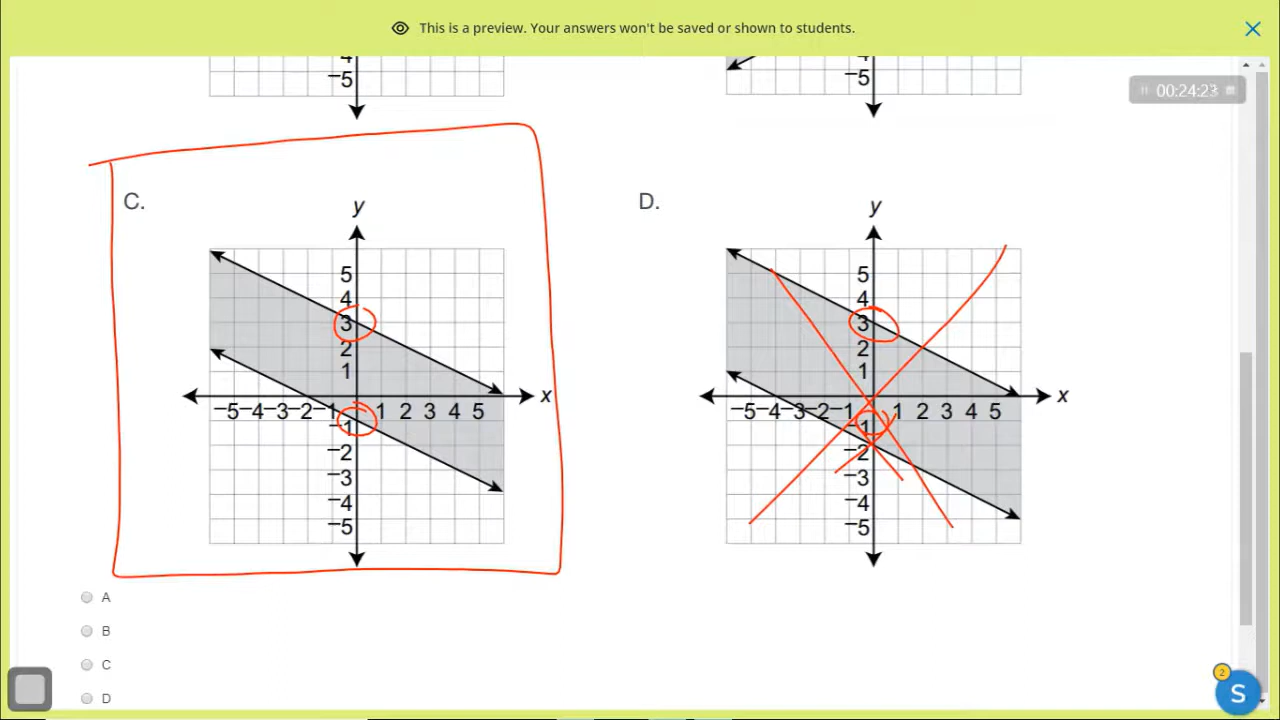 This is a preview. Your answers won't be saved or shown to students.
−5
−5
00:24:23
C.
D.
y
y
5
5
4
4
3
3
2
2
1
1
x
x
−5 −4 −3 −2 −1 1 2 3 4 5
−5 −4 −3 −2 −1 1 2 3 4 5
−1
−1
−2
−2
−3
−3
−4
−4
−5
−5
A
B
C
D
2
S